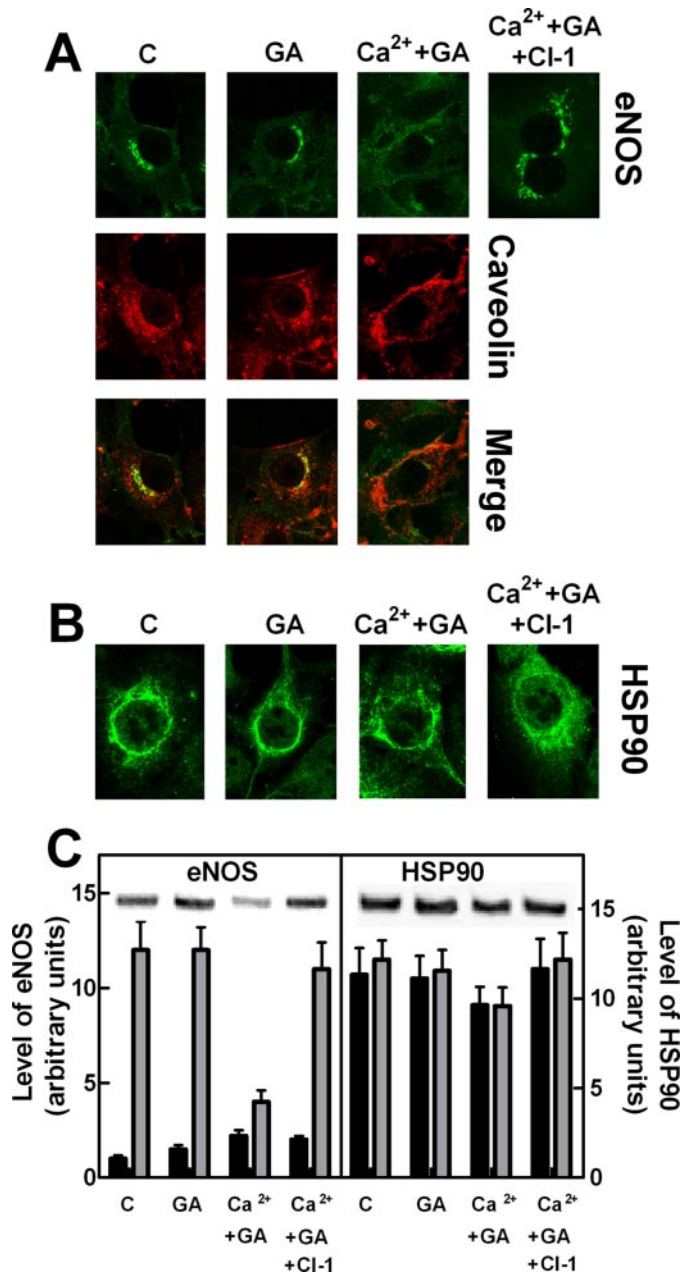 A
C
GA
Ca²⁺+GA
Ca²⁺+GA
+CI-1
eNOS
Caveolin
Merge
B
C
GA
Ca²⁺+GA
Ca²⁺+GA
+CI-1
HSP90
C
eNOS
HSP90
Level of eNOS
(arbitrary units)
15
10
5
0
15
10
5
0
Level of HSP90
(arbitrary units)
C
GA
Ca²⁺
+GA
Ca²⁺
+GA
+CI-1
C
GA
Ca²⁺
+GA
Ca²⁺
+GA
+CI-1